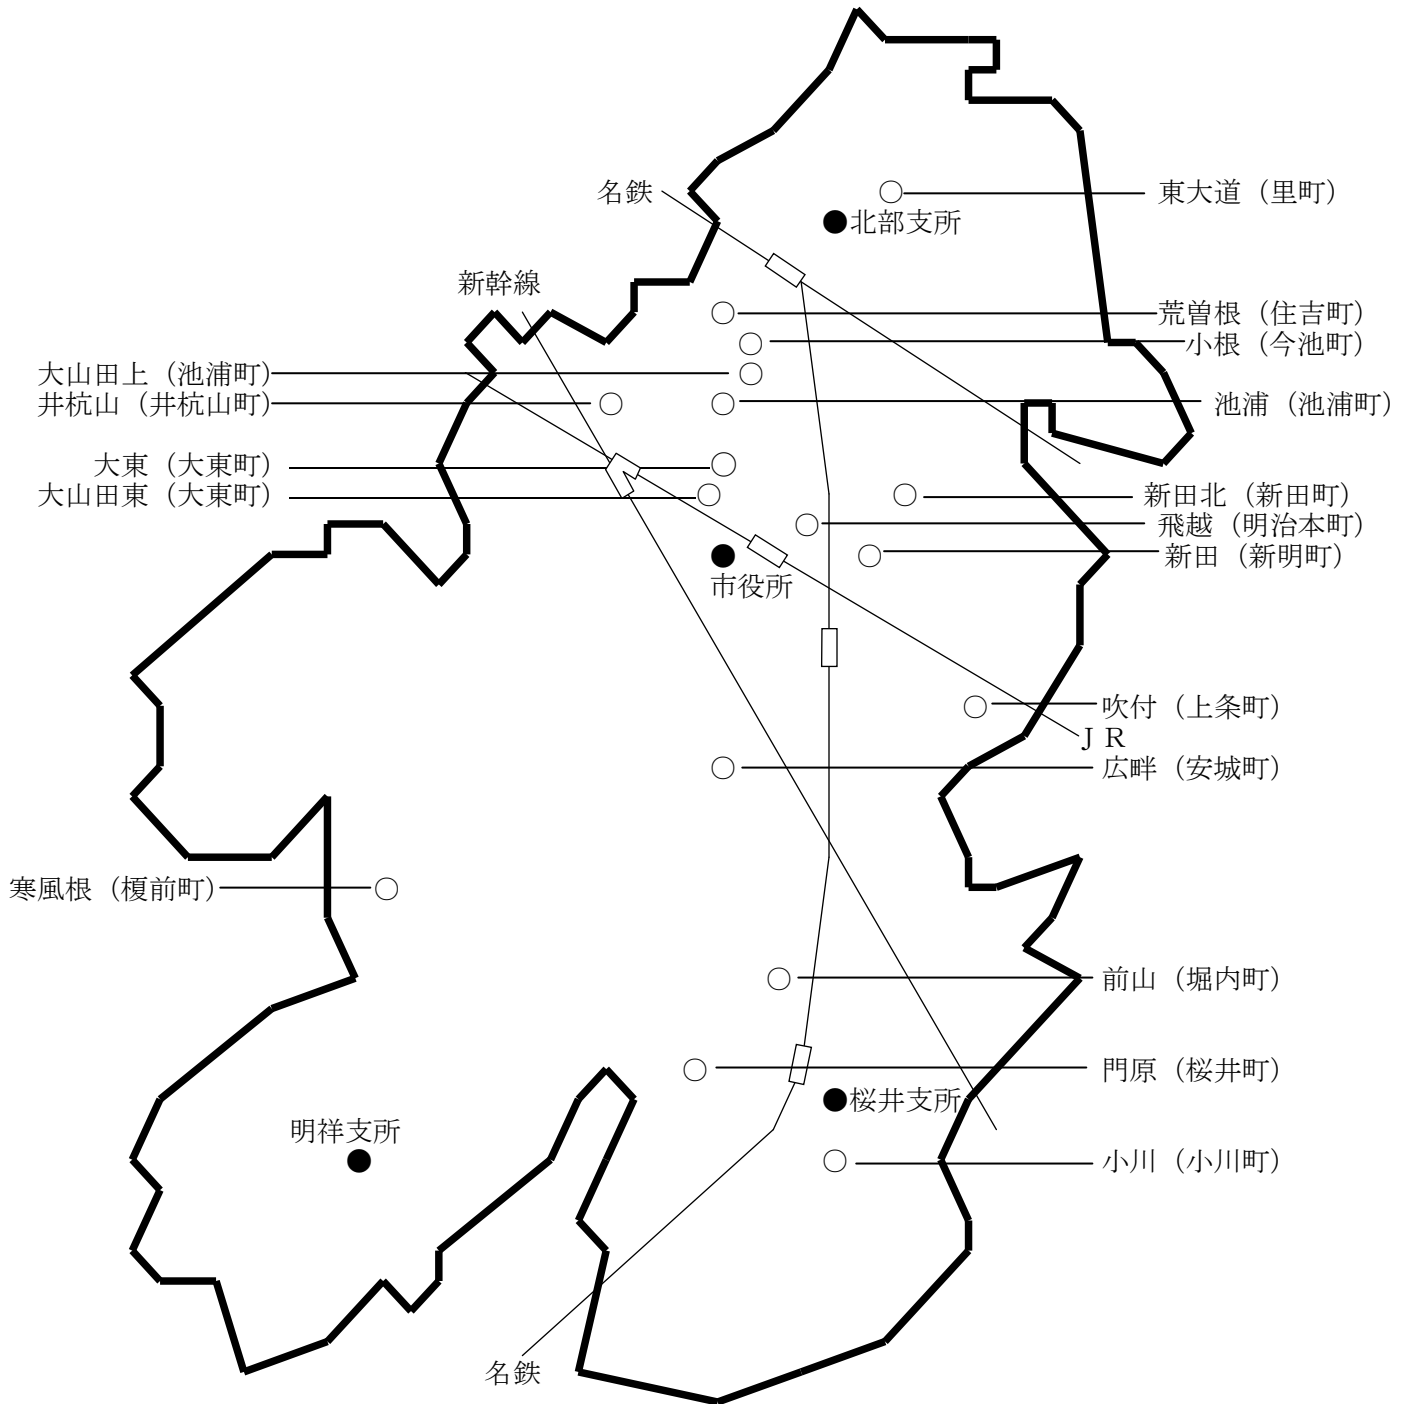 名鉄
東大道（里町）
北部支所
新幹線
荒曽根（住吉町）
小根（今池町）
大山田上（池浦町）
井杭山（井杭山町）
池浦（池浦町）
大東（大東町）
大山田東（大東町）
新田北（新田町）
飛越（明治本町）
新田（新明町）
市役所
吹付（上条町）
ＪＲ
広畔（安城町）
寒風根（榎前町）
前山（堀内町）
門原（桜井町）
桜井支所
明祥支所
小川（小川町）
名鉄